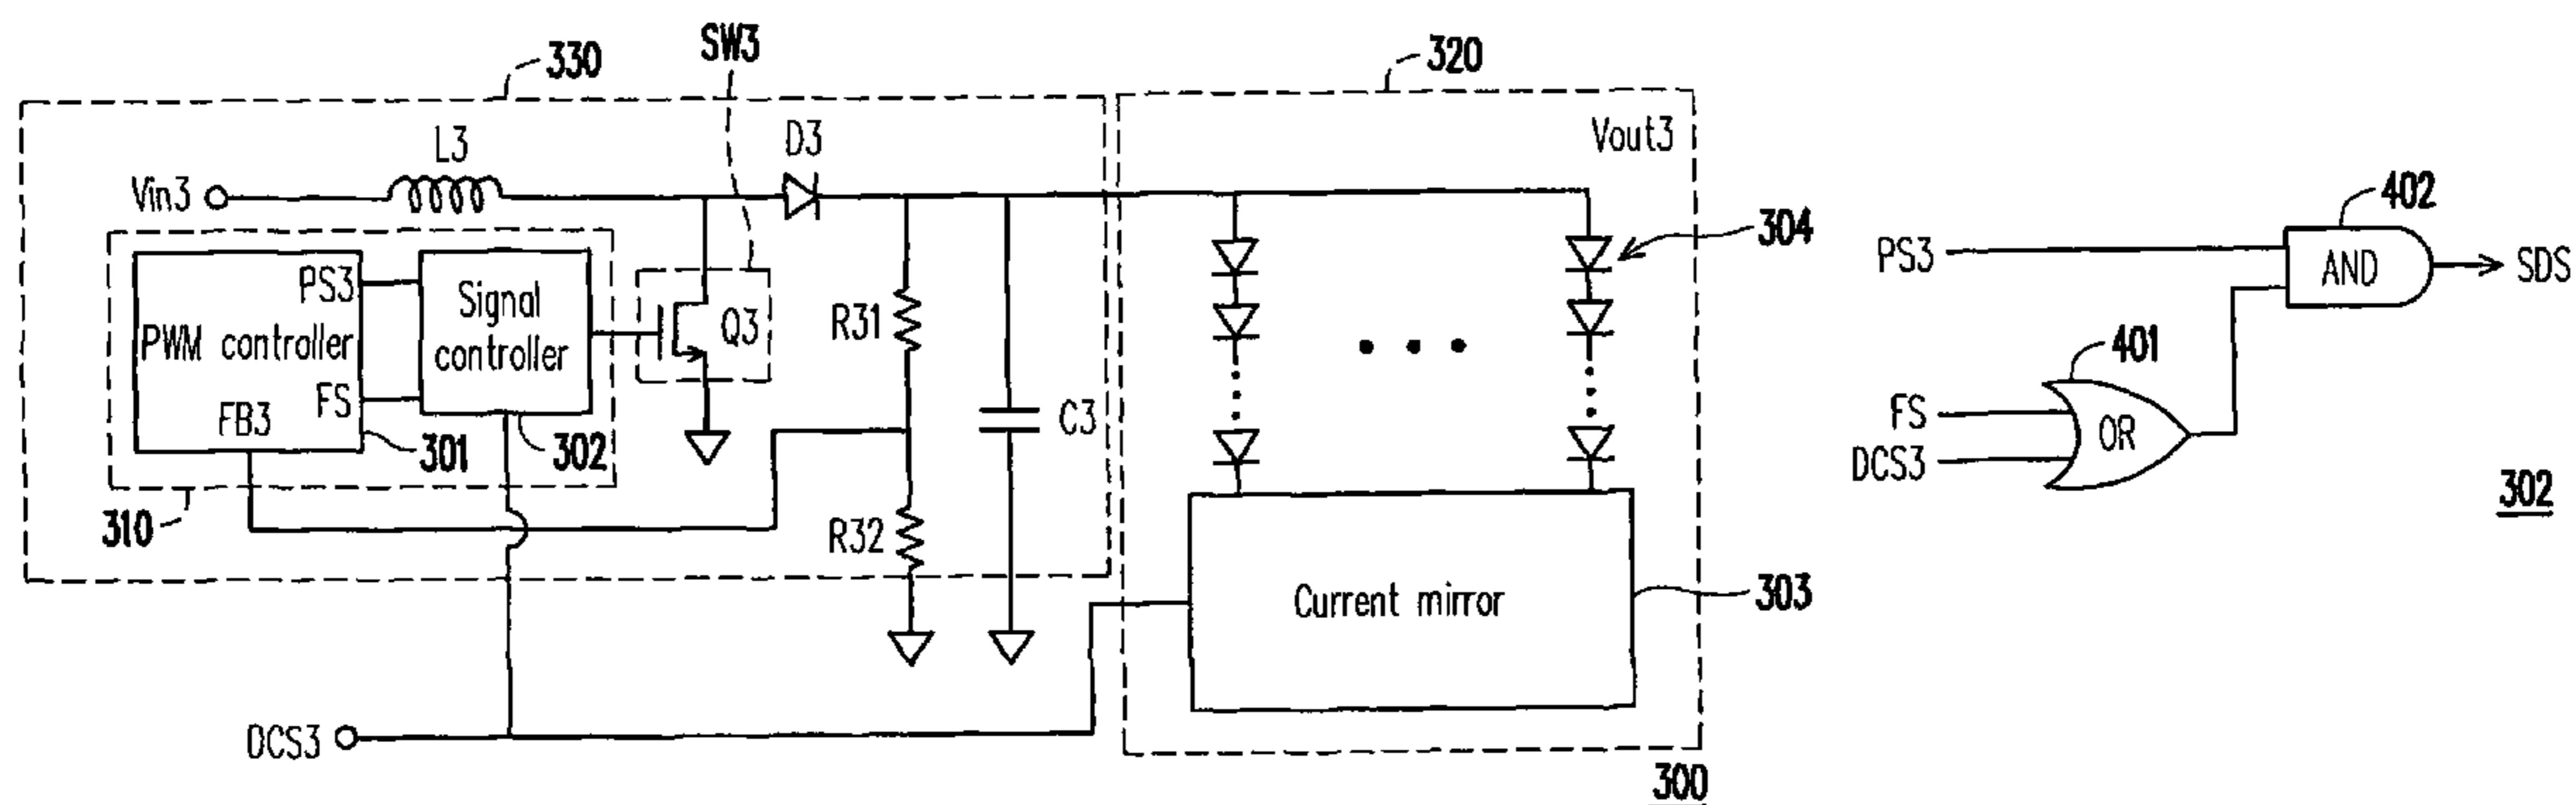 330
SW3
320
L3
D3
Vout3
Vin3
402
304
PS3
AND
SDS
PS3
Signal
controller
PWM controller
Q3
R31
401
FS
FB3
C3
FS
OR
DCS3
301
302
302
310
R32
Current mirror
303
DCS3
300